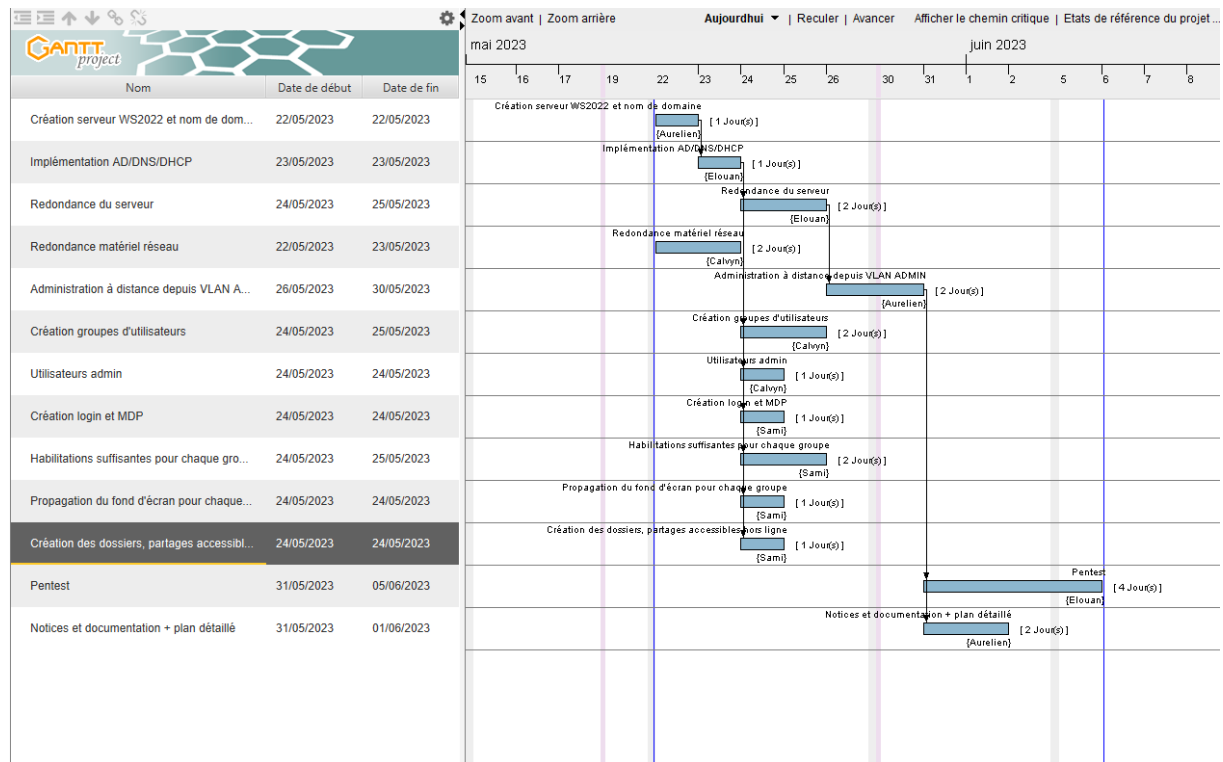 Zoom avant | Zoom arrière
Aujourdhui ▼ | Reculer | Avancer
Afficher le chemin critique | Etats de référence du projet ...
GANTT
project
mai 2023
juin 2023
Nom
Date de début
Date de fin
15 16 17 19 22 23 24 25 26 30 31 1 2 5 6 7 8
Création serveur WS2022 et nom de dom... 22/05/2023 22/05/2023
Création serveur WS2022 et nom de domaine
[ 1 Jour(s) ]
{Aurelien}
Implémentation AD/DNS/DHCP 23/05/2023 23/05/2023
Implémentation AD/DNS/DHCP
[ 1 Jour(s) ]
{Elouan}
Redondance du serveur 24/05/2023 25/05/2023
Redondance du serveur
[ 2 Jour(s) ]
{Elouan}
Redondance matériel réseau 22/05/2023 23/05/2023
Redondance matériel réseau
[ 2 Jour(s) ]
{Calvyn}
Administration à distance depuis VLAN A... 26/05/2023 30/05/2023
Administration à distance depuis VLAN ADMIN
[ 2 Jour(s) ]
{Aurelien}
Création groupes d'utilisateurs 24/05/2023 25/05/2023
Création groupes d'utilisateurs
[ 2 Jour(s) ]
{Calvyn}
Utilisateurs admin 24/05/2023 24/05/2023
Utilisateurs admin
[ 1 Jour(s) ]
{Calvyn}
Création login et MDP 24/05/2023 24/05/2023
Création login et MDP
[ 1 Jour(s) ]
{Sami}
Habilitations suffisantes pour chaque gro... 24/05/2023 25/05/2023
Habilitations suffisantes pour chaque groupe
[ 2 Jour(s) ]
{Sami}
Propagation du fond d'écran pour chaque... 24/05/2023 24/05/2023
Propagation du fond d'écran pour chaque groupe
[ 1 Jour(s) ]
{Sami}
Création des dossiers, partages accessibl... 24/05/2023 24/05/2023
Création des dossiers, partages accessibles hors ligne
[ 1 Jour(s) ]
{Sami}
Pentest 31/05/2023 05/06/2023
Pentest
[ 4 Jour(s) ]
{Elouan}
Notices et documentation + plan détaillé 31/05/2023 01/06/2023
Notices et documentation + plan détaillé
[ 2 Jour(s) ]
{Aurelien}